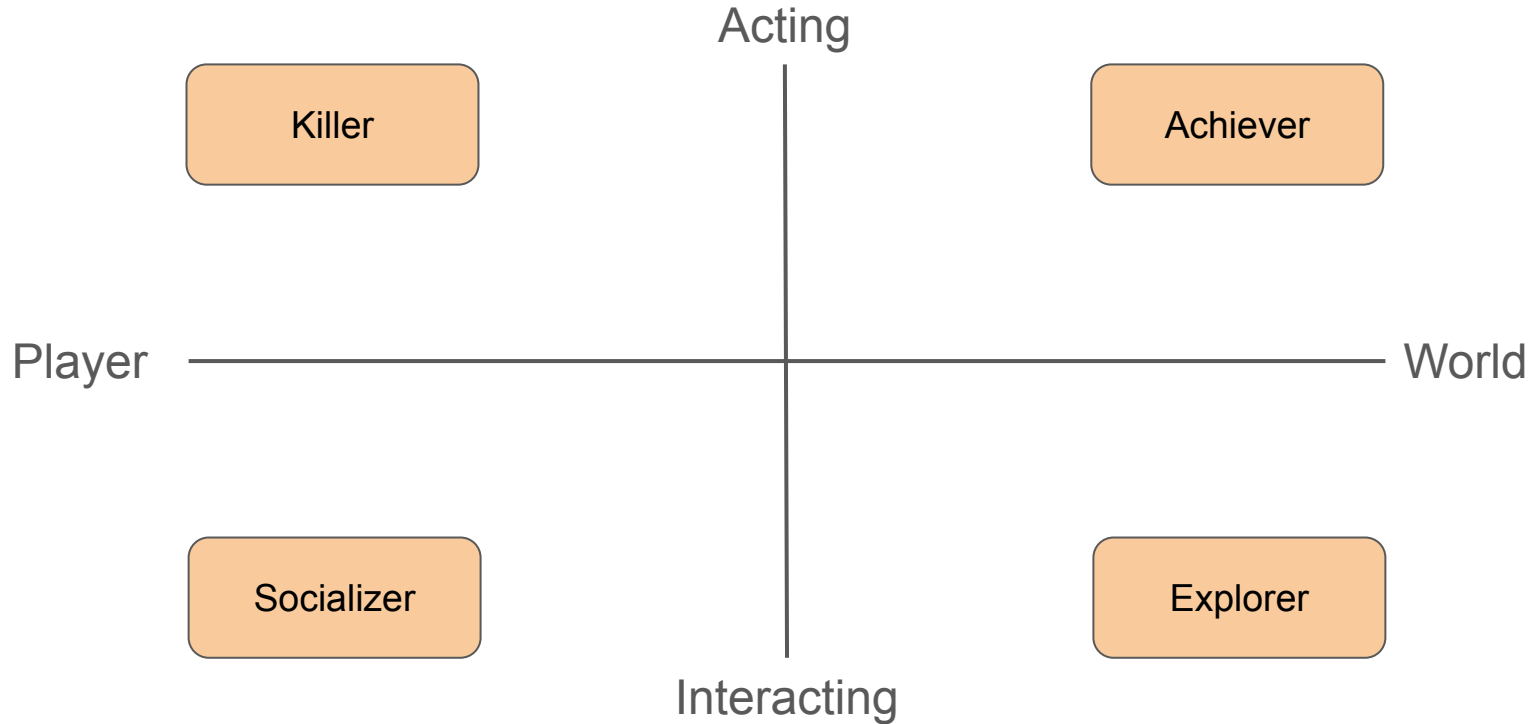 Acting
Killer
Achiever
Player
World
Socializer
Explorer
Interacting